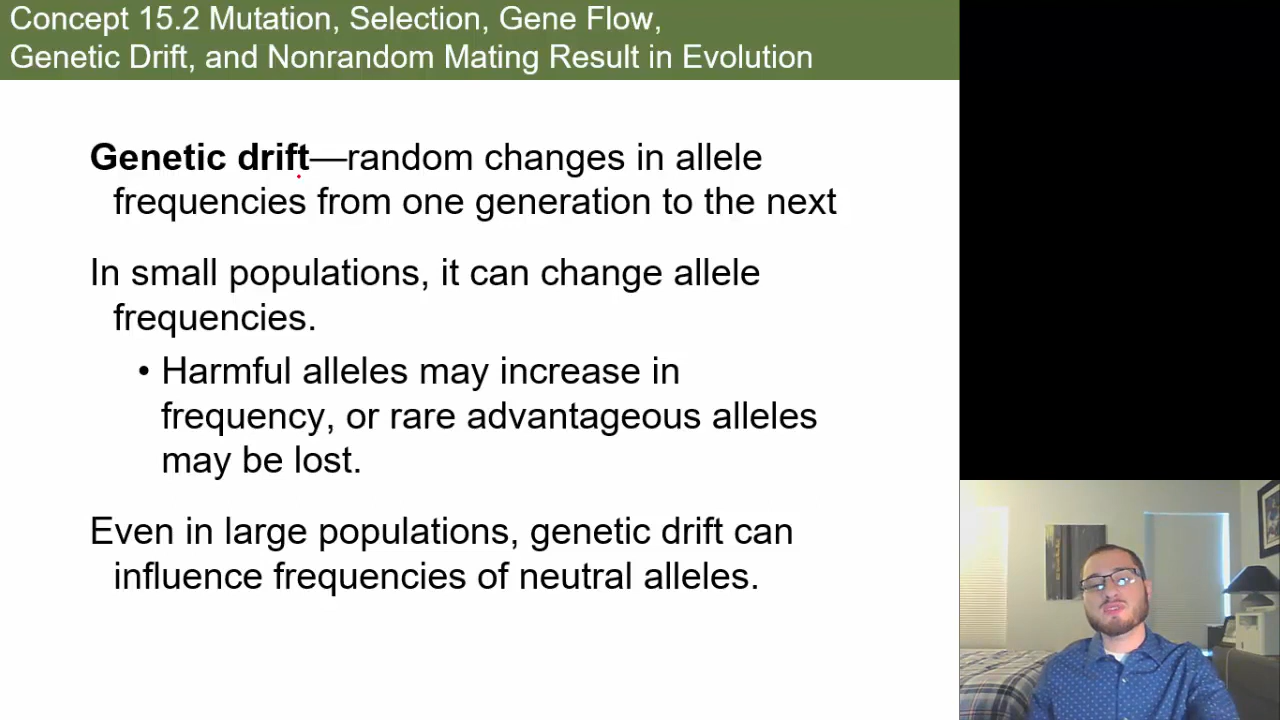 Concept 15.2 Mutation, Selection, Gene Flow,
Genetic Drift, and Nonrandom Mating Result in Evolution
Genetic drift—random changes in allele
frequencies from one generation to the next
In small populations, it can change allele
frequencies.
• Harmful alleles may increase in
frequency, or rare advantageous alleles
may be lost.
Even in large populations, genetic drift can
influence frequencies of neutral alleles.